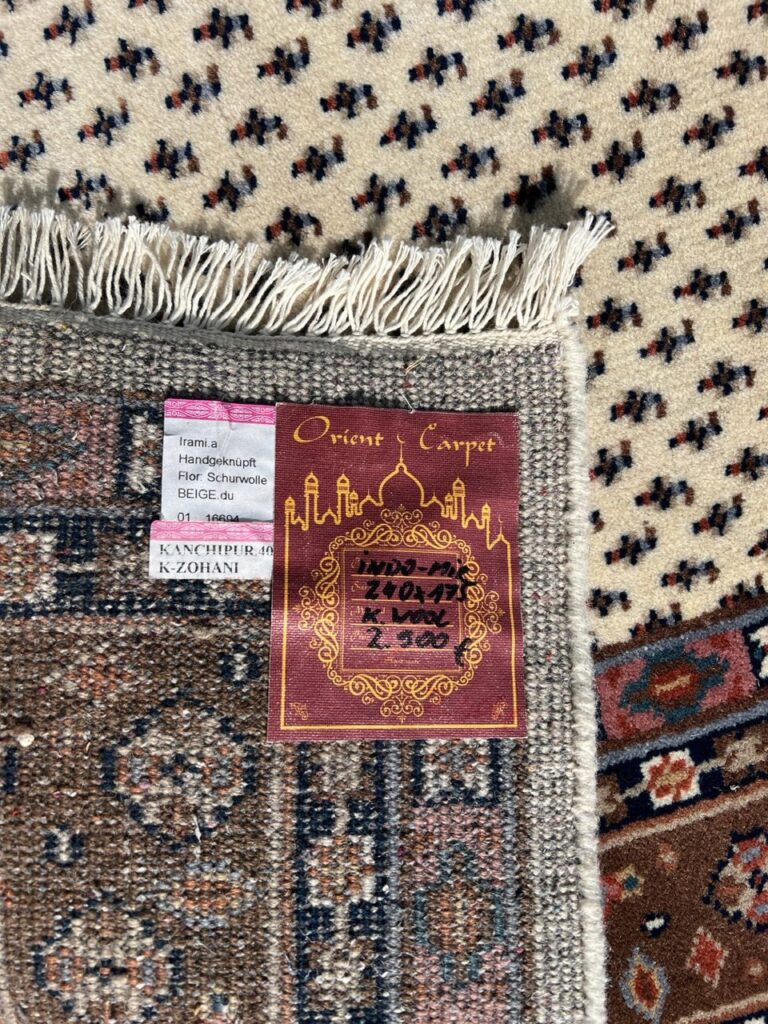 Irami.a
Handgeknüpft
Flor: Schurwolle
BEIGE.du
01 16694
KANCHIPUR.40
K-ZOHANI
Orient Carpet
INDO-MIR
240x175
K. WOOL
2.900 €